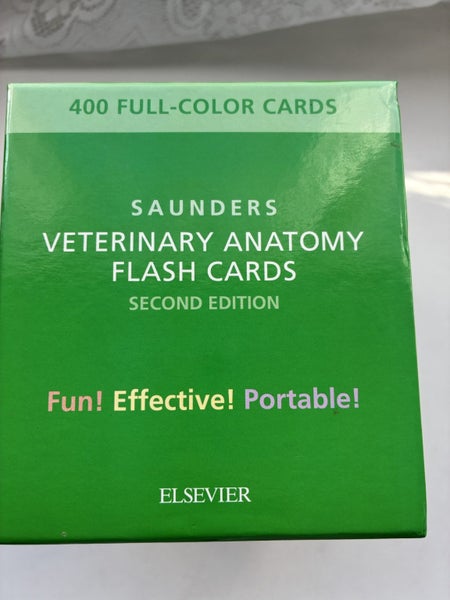 400 FULL-COLOR CARDS
SAUNDERS
VETERINARY ANATOMY
FLASH CARDS
SECOND EDITION
Fun! Effective! Portable!
ELSEVIER